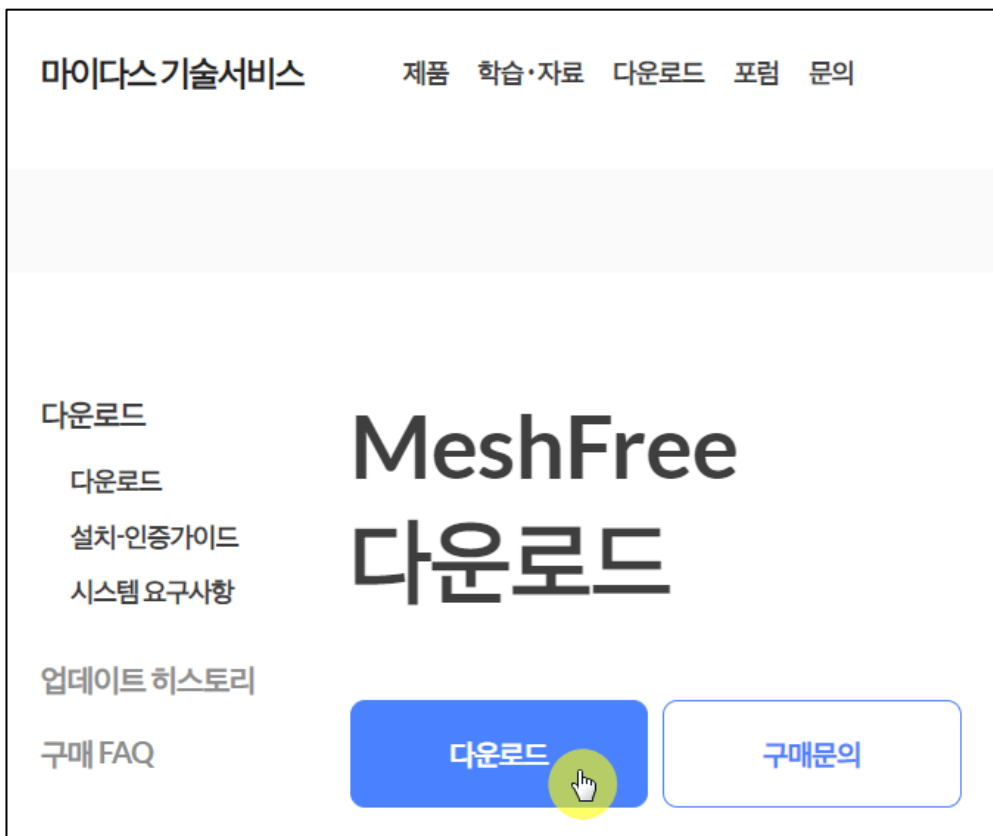 마이다스 기술서비스 제품 학습·자료 다운로드 포럼 문의
다운로드
다운로드
설치-인증가이드
시스템 요구사항
업데이트 히스토리
구매 FAQ
MeshFree
다운로드
다운로드 구매문의